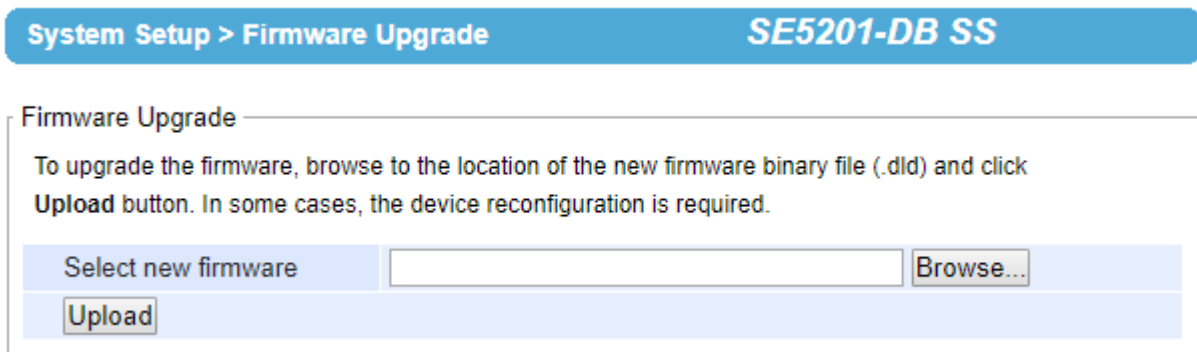 System Setup > Firmware Upgrade SE5201-DB SS
Firmware Upgrade
To upgrade the firmware, browse to the location of the new firmware binary file (.dld) and click
Upload button. In some cases, the device reconfiguration is required.
Select new firmware Browse...
Upload